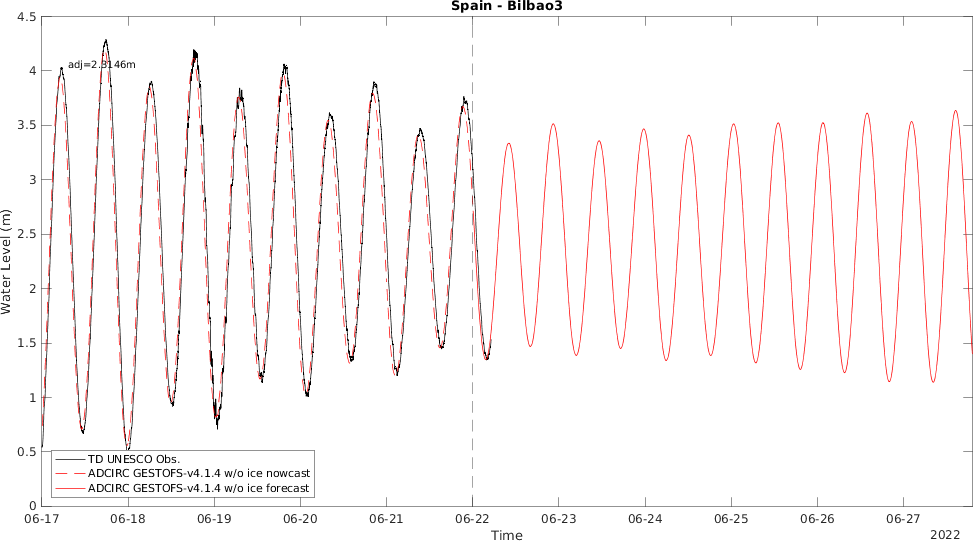 Spain - Bilbao3
4.5
4
3.5
3
2.5
2
1.5
1
0.5
0
Water Level (m)
adj=2.3146m
TD UNESCO Obs.
ADCIRC GESTOFS-v4.1.4 w/o ice nowcast
ADCIRC GESTOFS-v4.1.4 w/o ice forecast
06-17 06-18 06-19 06-20 06-21 06-22 06-23 06-24 06-25 06-26 06-27
Time
2022